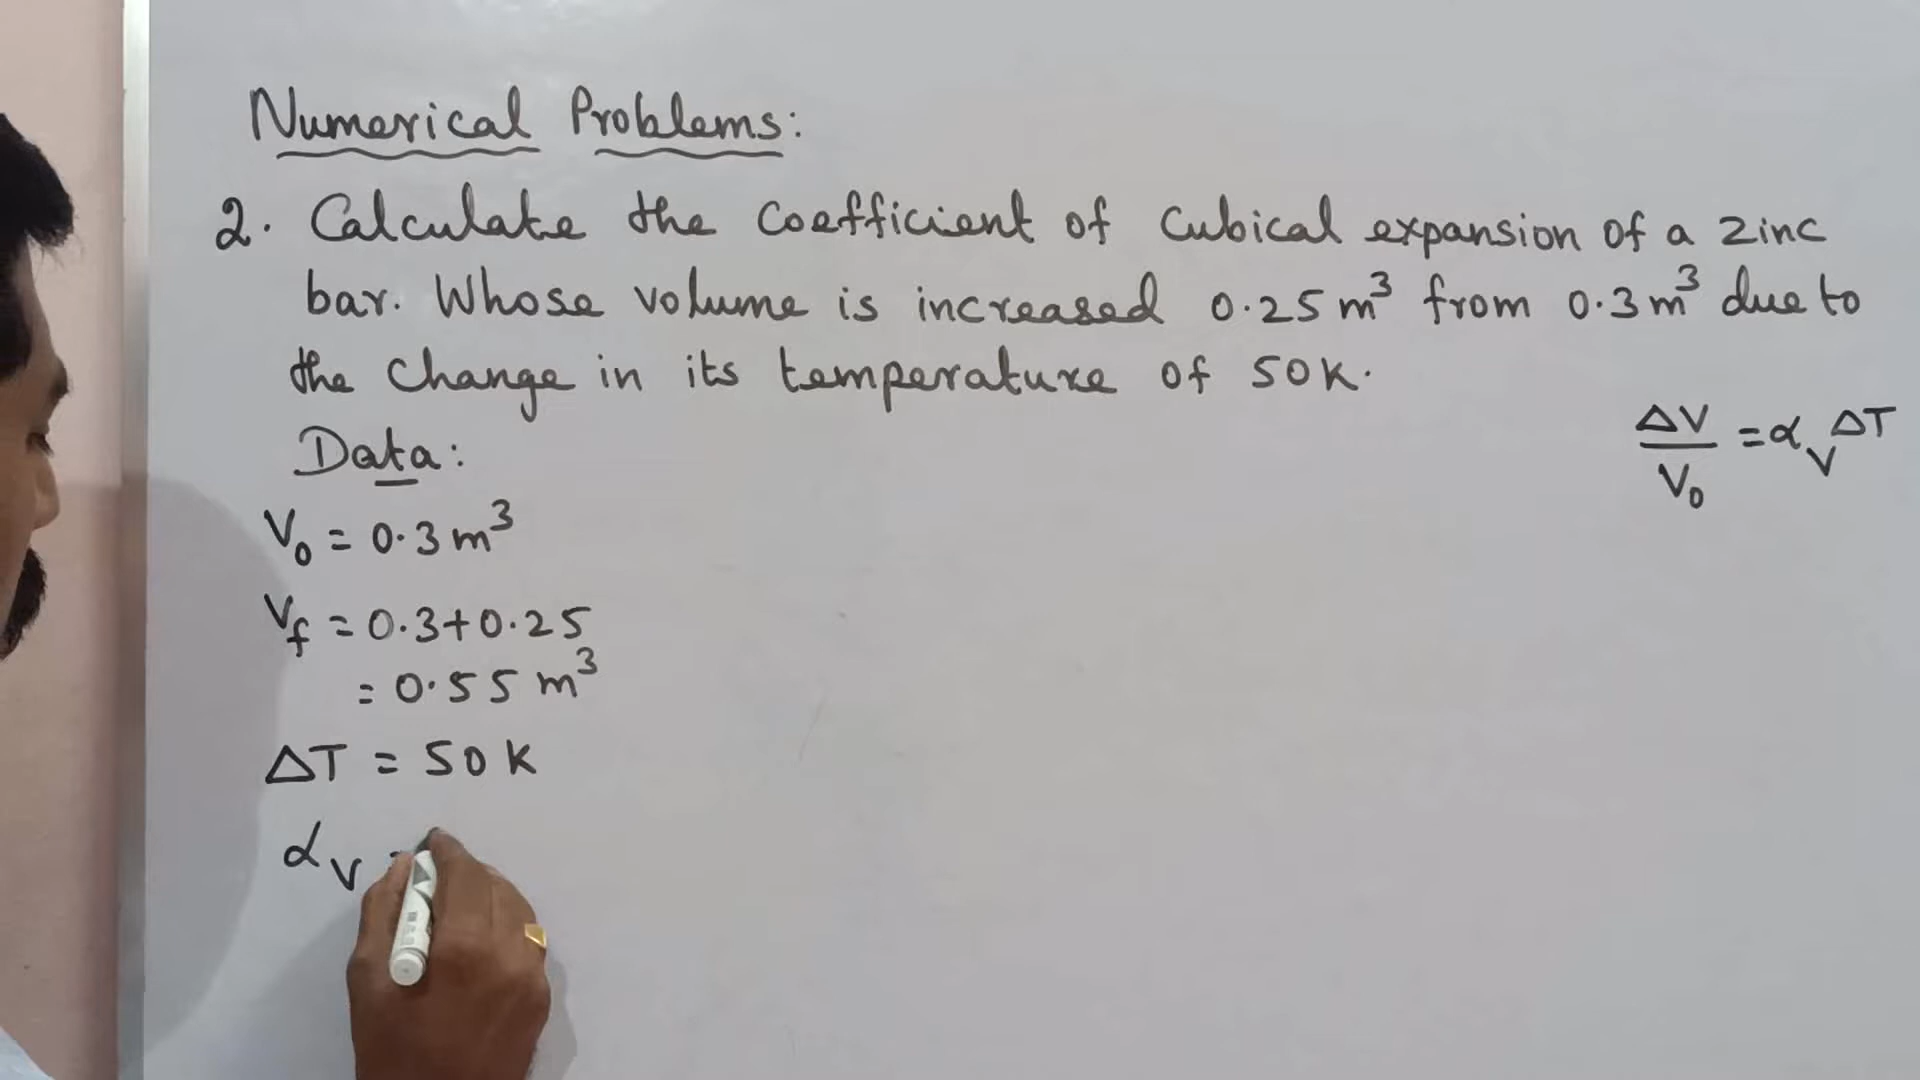 Numerical Problems:
2. Calculate the Coefficient of Cubical expansion of a Zinc
bar. Whose volume is increased 0.25 m³ from 0.3 m³ due to
the change in its temperature of 50K.
ΔV/V₀ = αᵥ ΔT
Data:
V₀ = 0.3 m³
V_f = 0.3+0.25
= 0.55 m³
ΔT = 50 K
αᵥ =